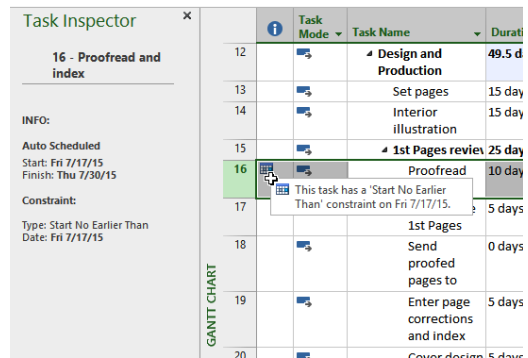 Task Inspector
×
16 - Proofread and
index
INFO:
Auto Scheduled
Start: Fri 7/17/15
Finish: Thu 7/30/15
Constraint:
Type: Start No Earlier Than
Date: Fri 7/17/15
GANTT CHART
Task
Mode
Task Name
12
Design and
Production
49.5
13
Set pages
15
14
Interior
illustration
15
15
1st Pages review
25
16
Proofread
10
This task has a 'Start No Earlier
Than' constraint on Fri 7/17/15.
17
1st Pages
5 days
18
Send
proofed
pages to
0 days
19
Enter page
corrections
and index
5 days
20
Cover design
5 days